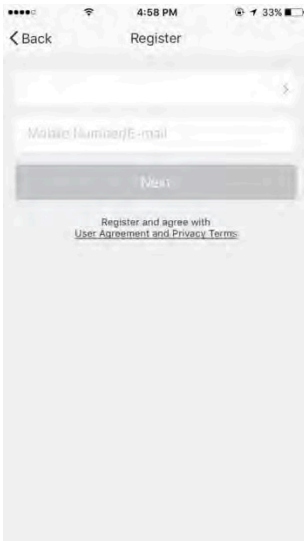 4:58 PM
33%
Back
Register
Mobile Number/E-mail
Next
Register and agree with
User Agreement and Privacy Terms